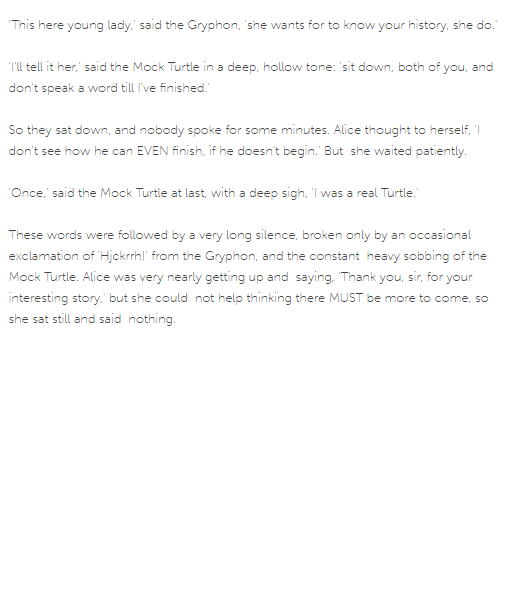 'This here young lady,' said the Gryphon, 'she wants for to know your history, she do.'
'I'll tell it her,' said the Mock Turtle in a deep, hollow tone: 'sit down, both of you, and
don't speak a word till I've finished.'
So they sat down, and nobody spoke for some minutes. Alice thought to herself, 'I
don't see how he can EVEN finish, if he doesn't begin.' But she waited patiently.
'Once,' said the Mock Turtle at last, with a deep sigh, 'I was a real Turtle.'
These words were followed by a very long silence, broken only by an occasional
exclamation of 'Hjckrrh!' from the Gryphon, and the constant heavy sobbing of the
Mock Turtle. Alice was very nearly getting up and saying, 'Thank you, sir, for your
interesting story,' but she could not help thinking there MUST be more to come, so
she sat still and said nothing.